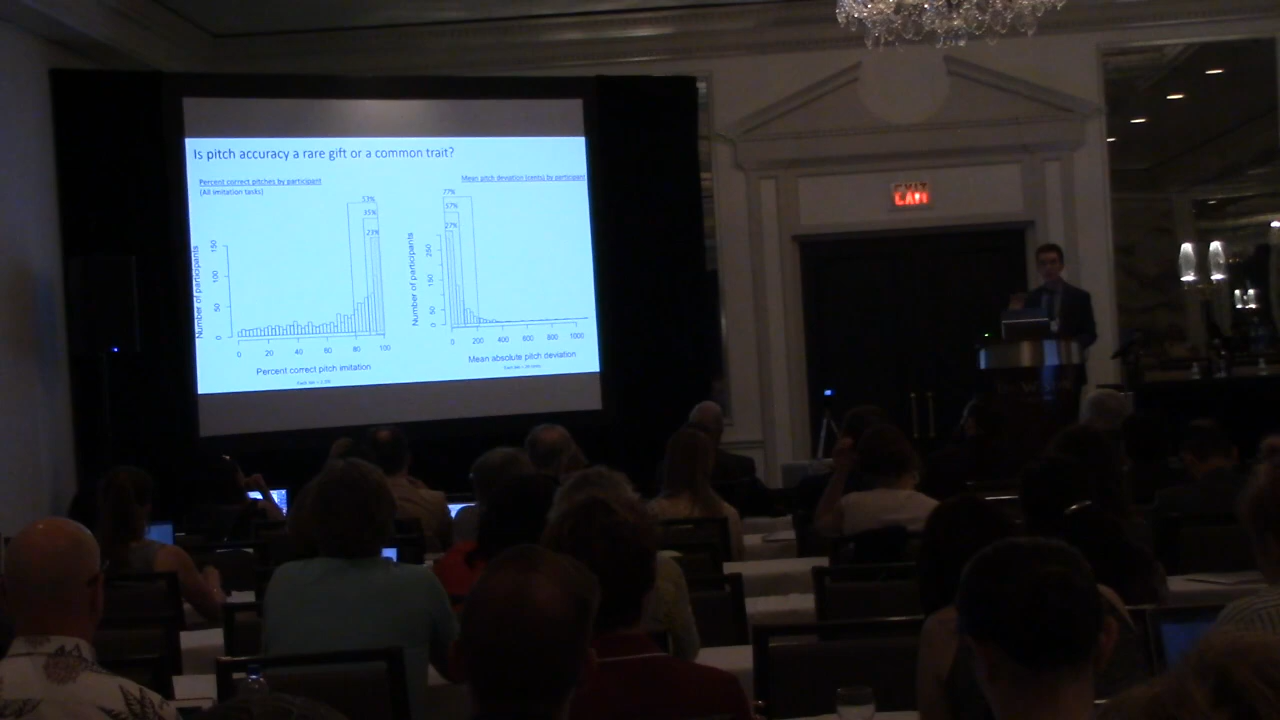 Is pitch accuracy a rare gift or a common trait?
Percent correct pitches by participant
(All imitation tasks)
53%
35%
23%
Number of participants
0 50 100 150
0 20 40 60 80 100
Percent correct pitch imitation
Mean pitch deviation (cents) by participant
77%
57%
27%
Number of participants
0 50 150 250
0 200 400 600 800 1000
Mean absolute pitch deviation
EXIT